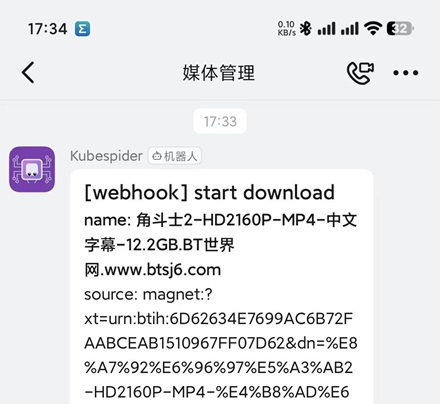 17:34
0.10
KB/s
32
媒体管理
17:33
Kubespider 机器人
[webhook] start download
name: 角斗士2-HD2160P-MP4-中文
字幕-12.2GB.BT世界
网.www.btsj6.com
source: magnet:?
xt=urn:btih:6D62634E7699AC6B72F
AABCEAB1510967FF07D62&dn=%E8
%A7%92%E6%96%97%E5%A3%AB2
-HD2160P-MP4-%E4%B8%AD%E6